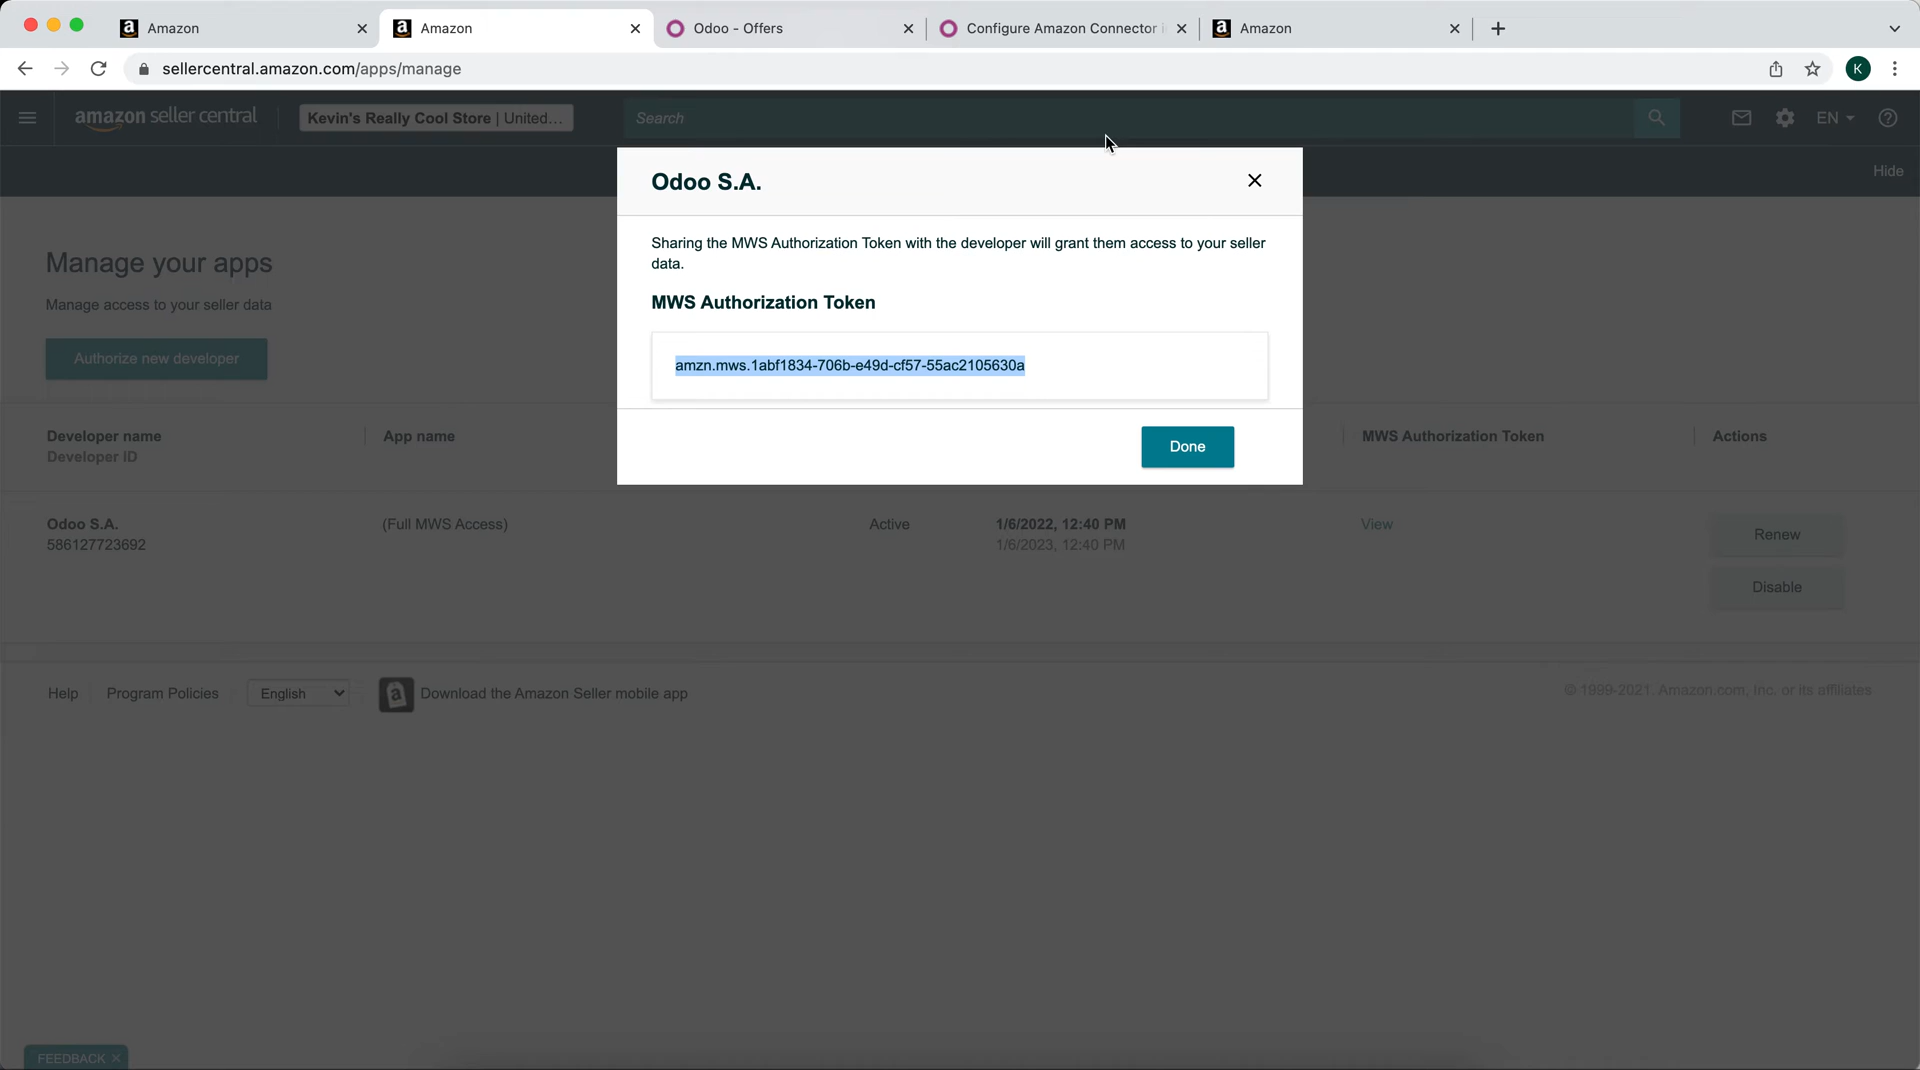 Amazon
Amazon
Odoo - Offers
Configure Amazon Connector
Amazon
sellercentral.amazon.com/apps/manage
K
amazon seller central
Kevin's Really Cool Store | United...
Search
EN
Hide
Odoo S.A.
Sharing the MWS Authorization Token with the developer will grant them access to your seller
data.
MWS Authorization Token
amzn.mws.1abf1834-706b-e49d-cf57-55ac2105630a
Done
Manage your apps
Manage access to your seller data
Authorize new developer
Developer name
Developer ID
App name
MWS Authorization Token
Actions
Odoo S.A.
586127723692
(Full MWS Access)
Active
1/6/2022, 12:40 PM
1/6/2023, 12:40 PM
View
Renew
Disable
Help
Program Policies
English
Download the Amazon Seller mobile app
© 1999-2021, Amazon.com, Inc. or its affiliates
FEEDBACK